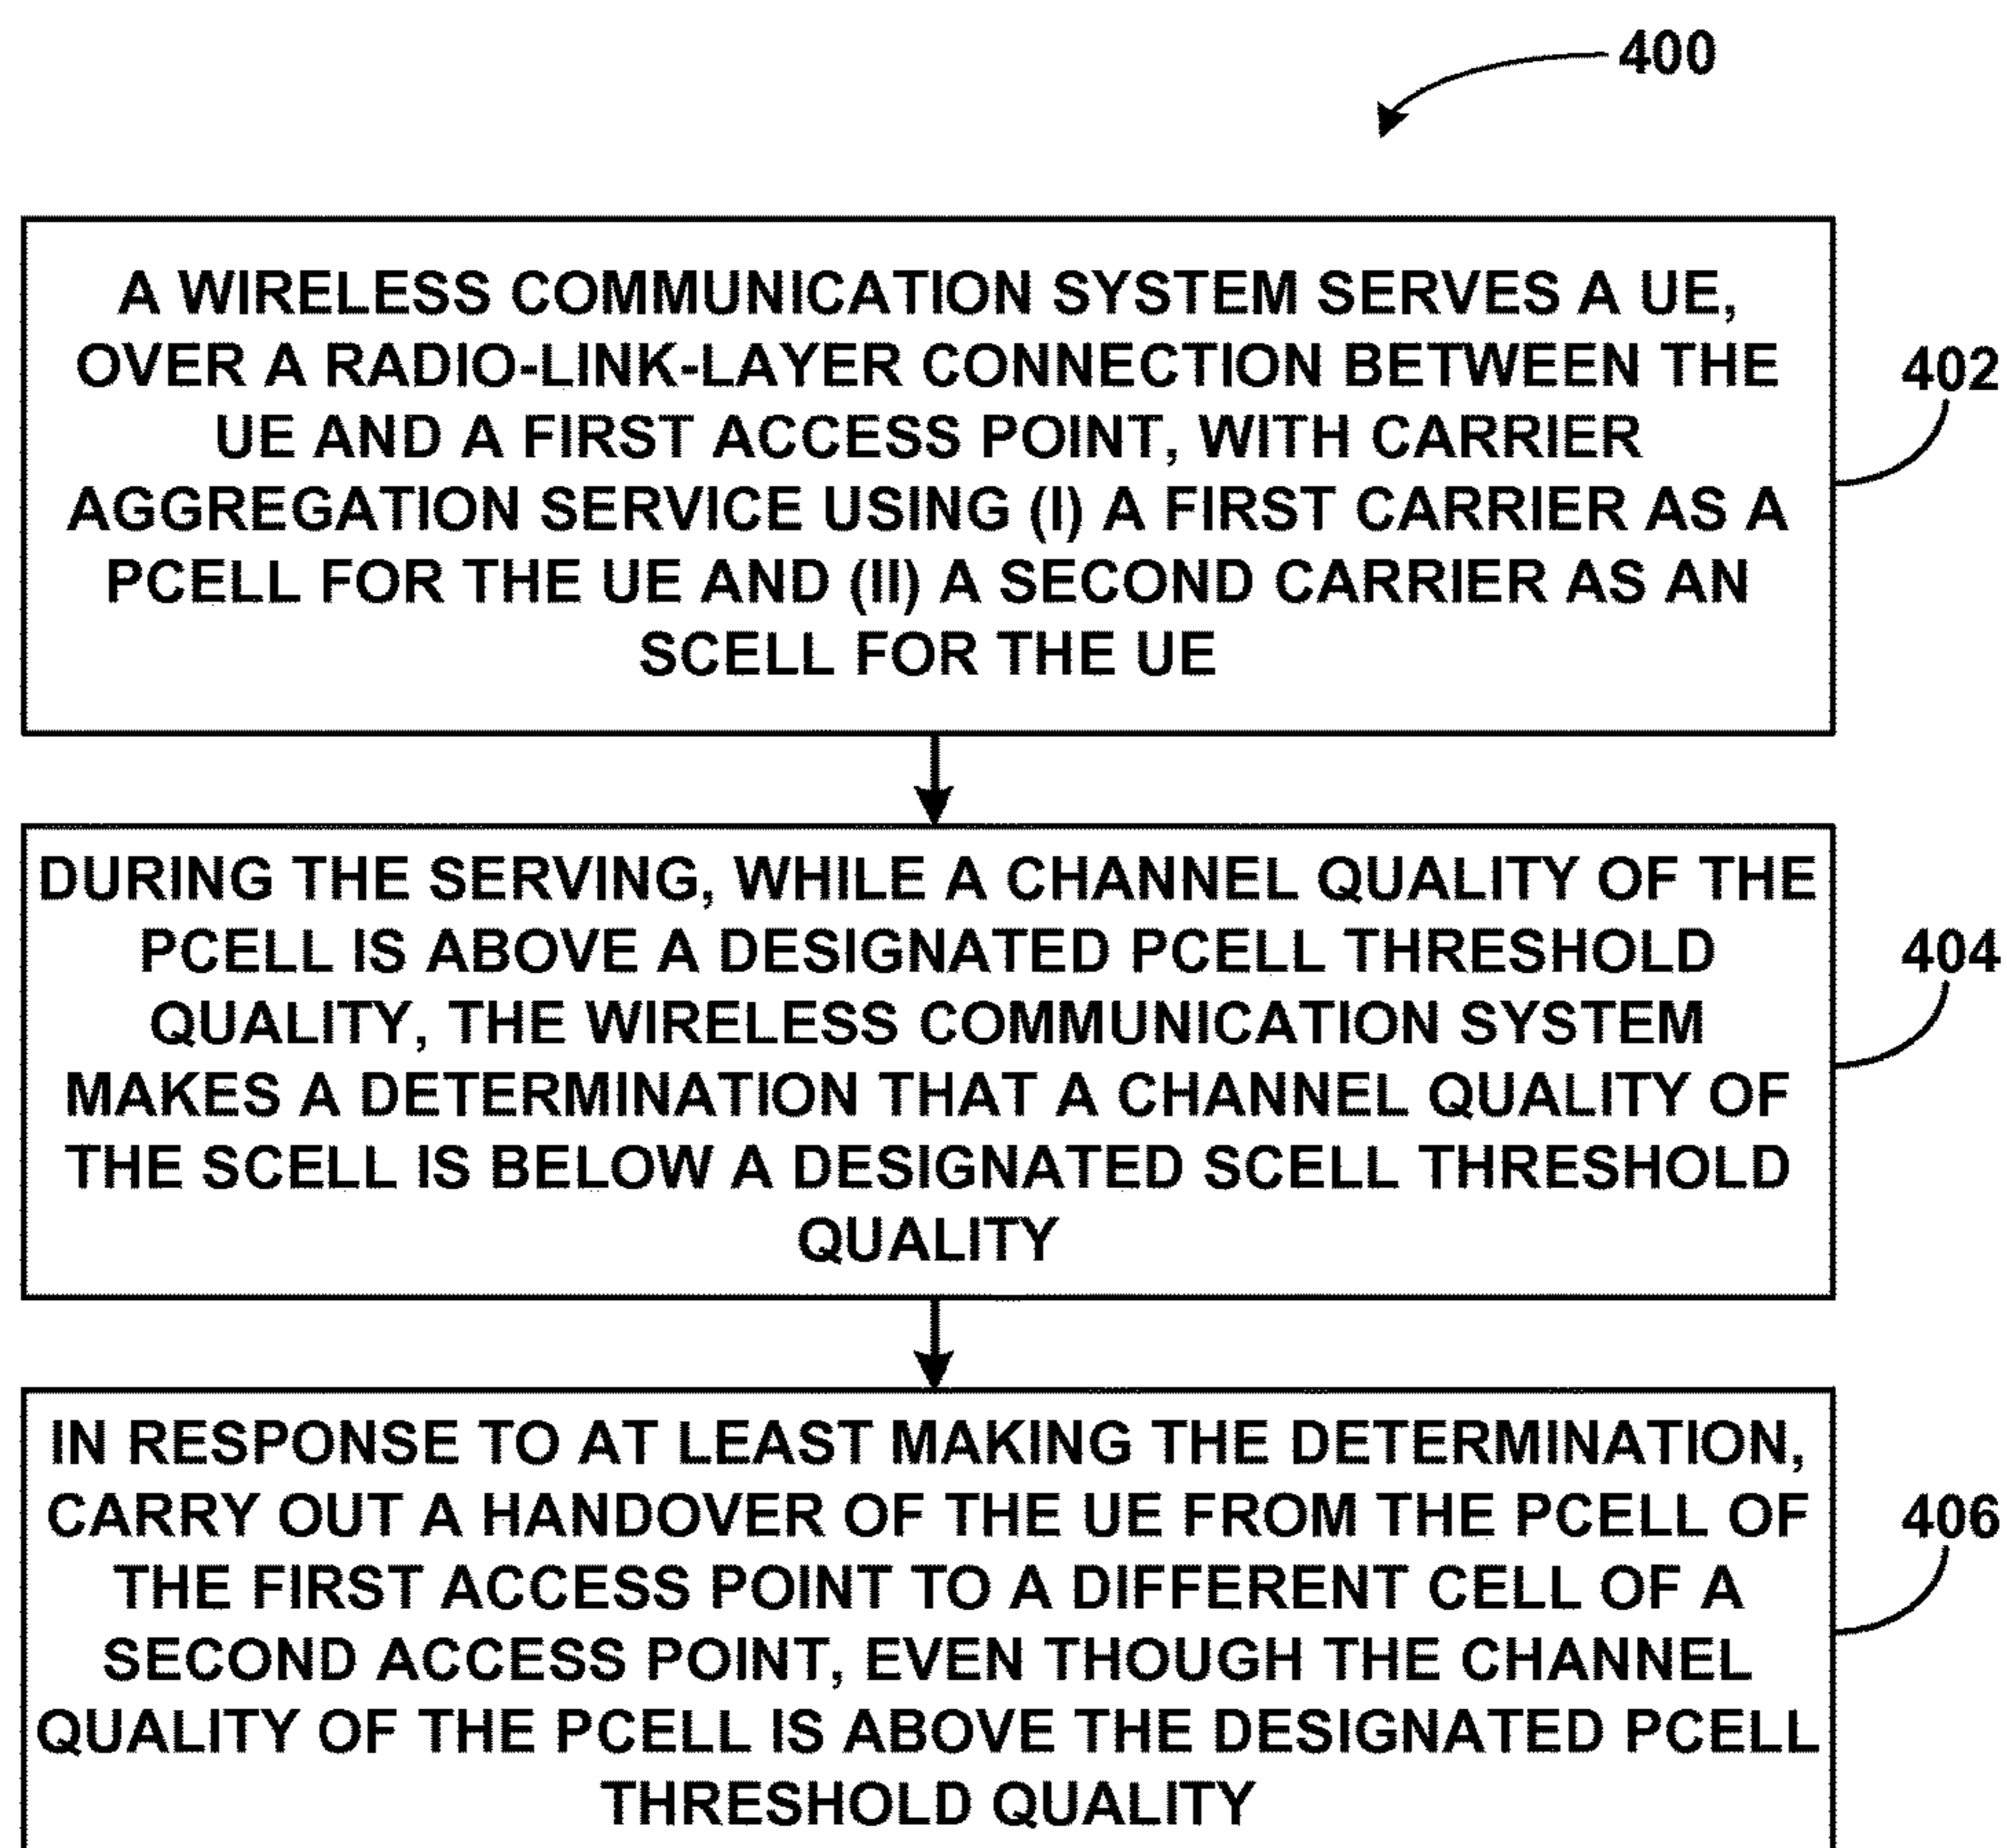 400
A WIRELESS COMMUNICATION SYSTEM SERVES A UE,
OVER A RADIO-LINK-LAYER CONNECTION BETWEEN THE
UE AND A FIRST ACCESS POINT, WITH CARRIER
AGGREGATION SERVICE USING (I) A FIRST CARRIER AS A
PCELL FOR THE UE AND (II) A SECOND CARRIER AS AN
SCELL FOR THE UE
402
DURING THE SERVING, WHILE A CHANNEL QUALITY OF THE
PCELL IS ABOVE A DESIGNATED PCELL THRESHOLD
QUALITY, THE WIRELESS COMMUNICATION SYSTEM
MAKES A DETERMINATION THAT A CHANNEL QUALITY OF
THE SCELL IS BELOW A DESIGNATED SCELL THRESHOLD
QUALITY
404
IN RESPONSE TO AT LEAST MAKING THE DETERMINATION,
CARRY OUT A HANDOVER OF THE UE FROM THE PCELL OF
THE FIRST ACCESS POINT TO A DIFFERENT CELL OF A
SECOND ACCESS POINT, EVEN THOUGH THE CHANNEL
QUALITY OF THE PCELL IS ABOVE THE DESIGNATED PCELL
THRESHOLD QUALITY
406